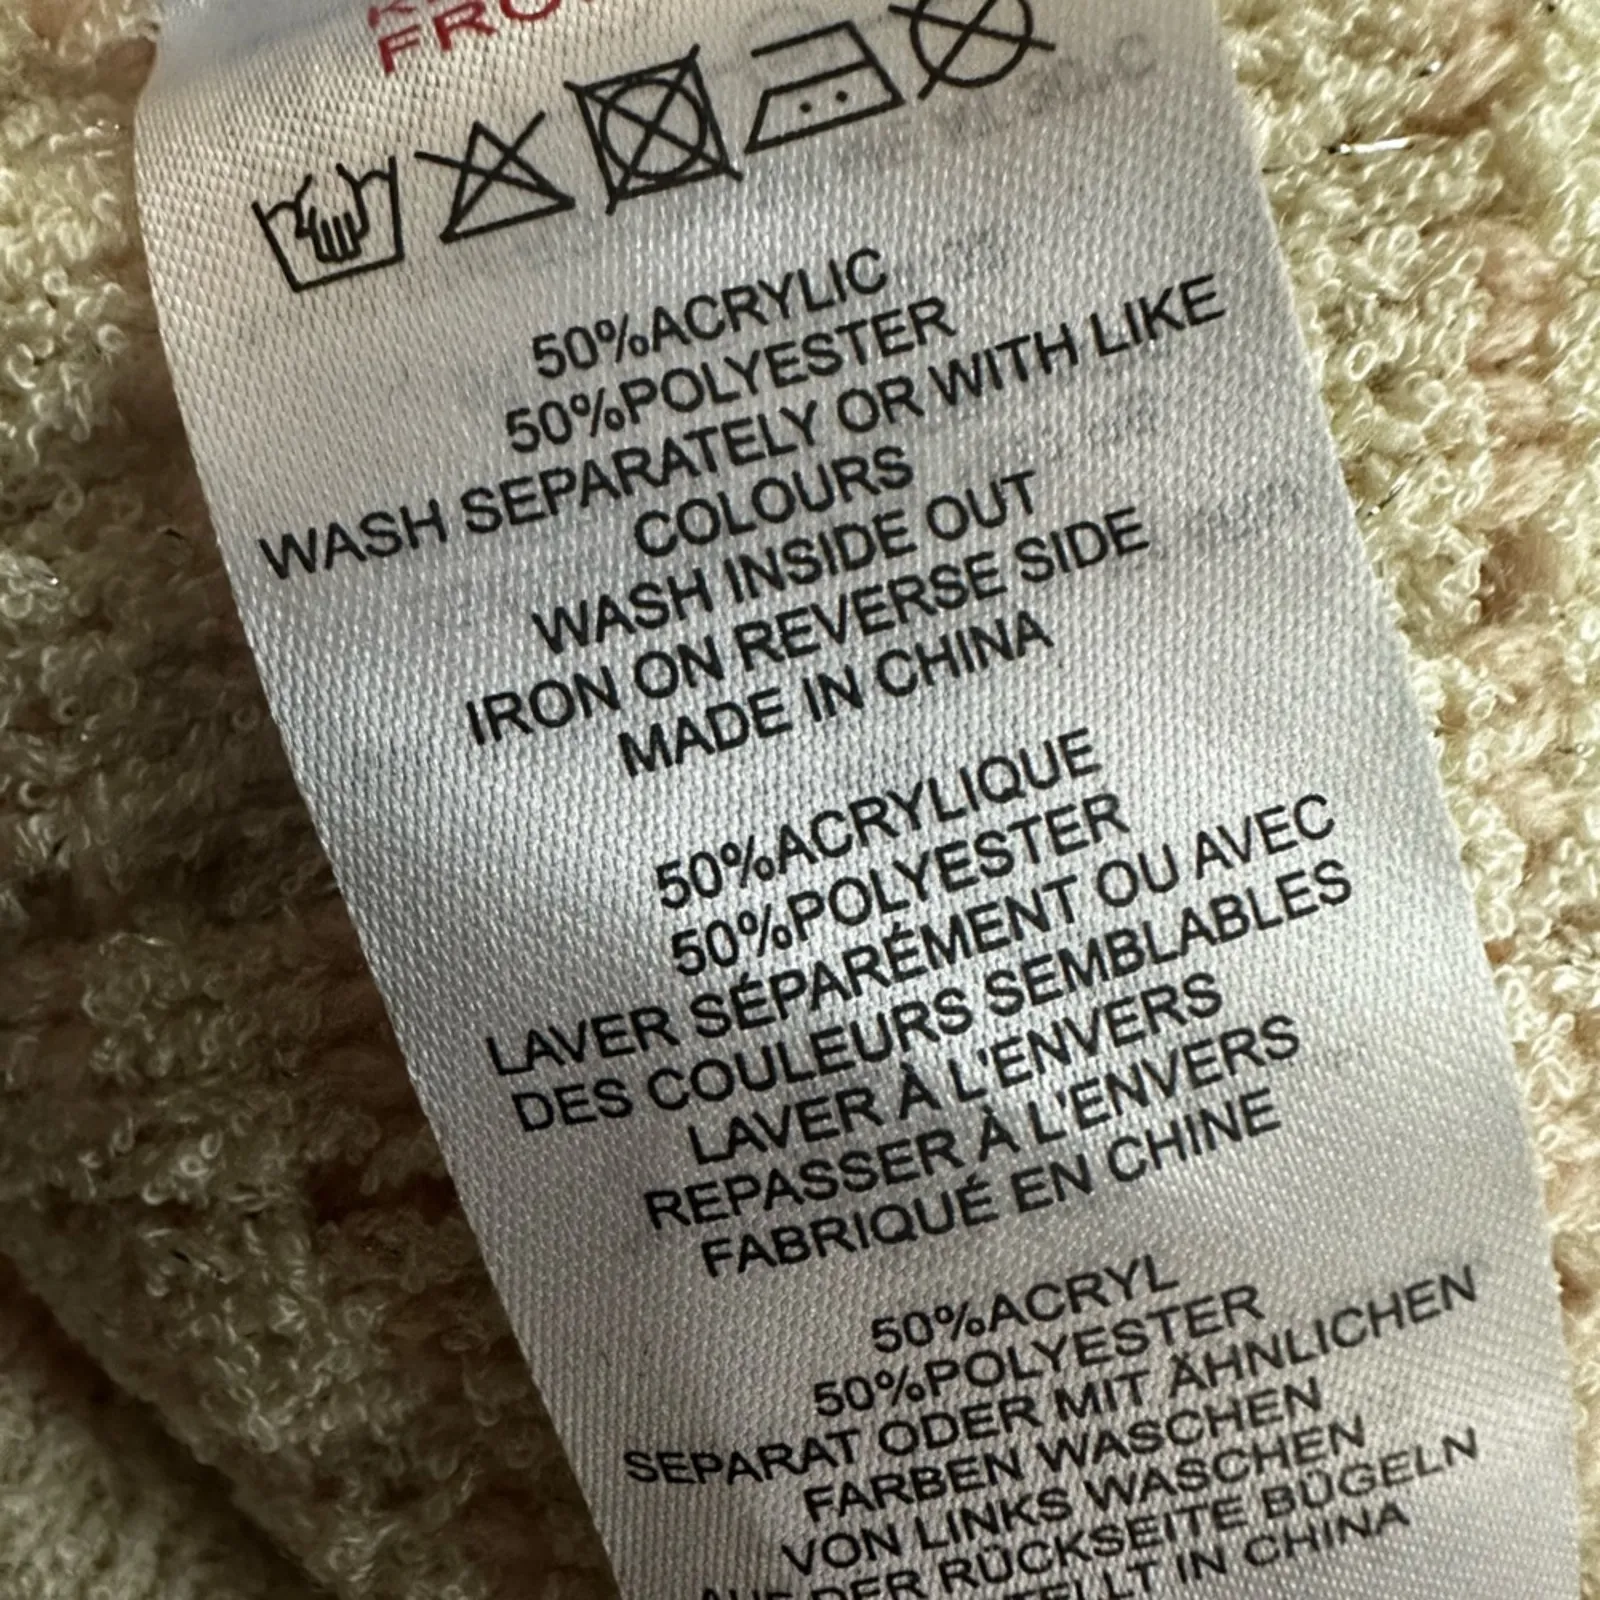 50%ACRYLIC
50%POLYESTER
WASH SEPARATELY OR WITH LIKE
COLOURS
WASH INSIDE OUT
IRON ON REVERSE SIDE
MADE IN CHINA
50%ACRYLIQUE
50%POLYESTER
LAVER SÉPARÉMENT OU AVEC
DES COULEURS SEMBLABLES
LAVER À L'ENVERS
REPASSER À L'ENVERS
FABRIQUÉ EN CHINE
50%ACRYL
50%POLYESTER
SEPARAT ODER MIT ÄHNLICHEN
FARBEN WASCHEN
VON LINKS WASCHEN
AUF DER RÜCKSEITE BÜGELN
IN CHINA